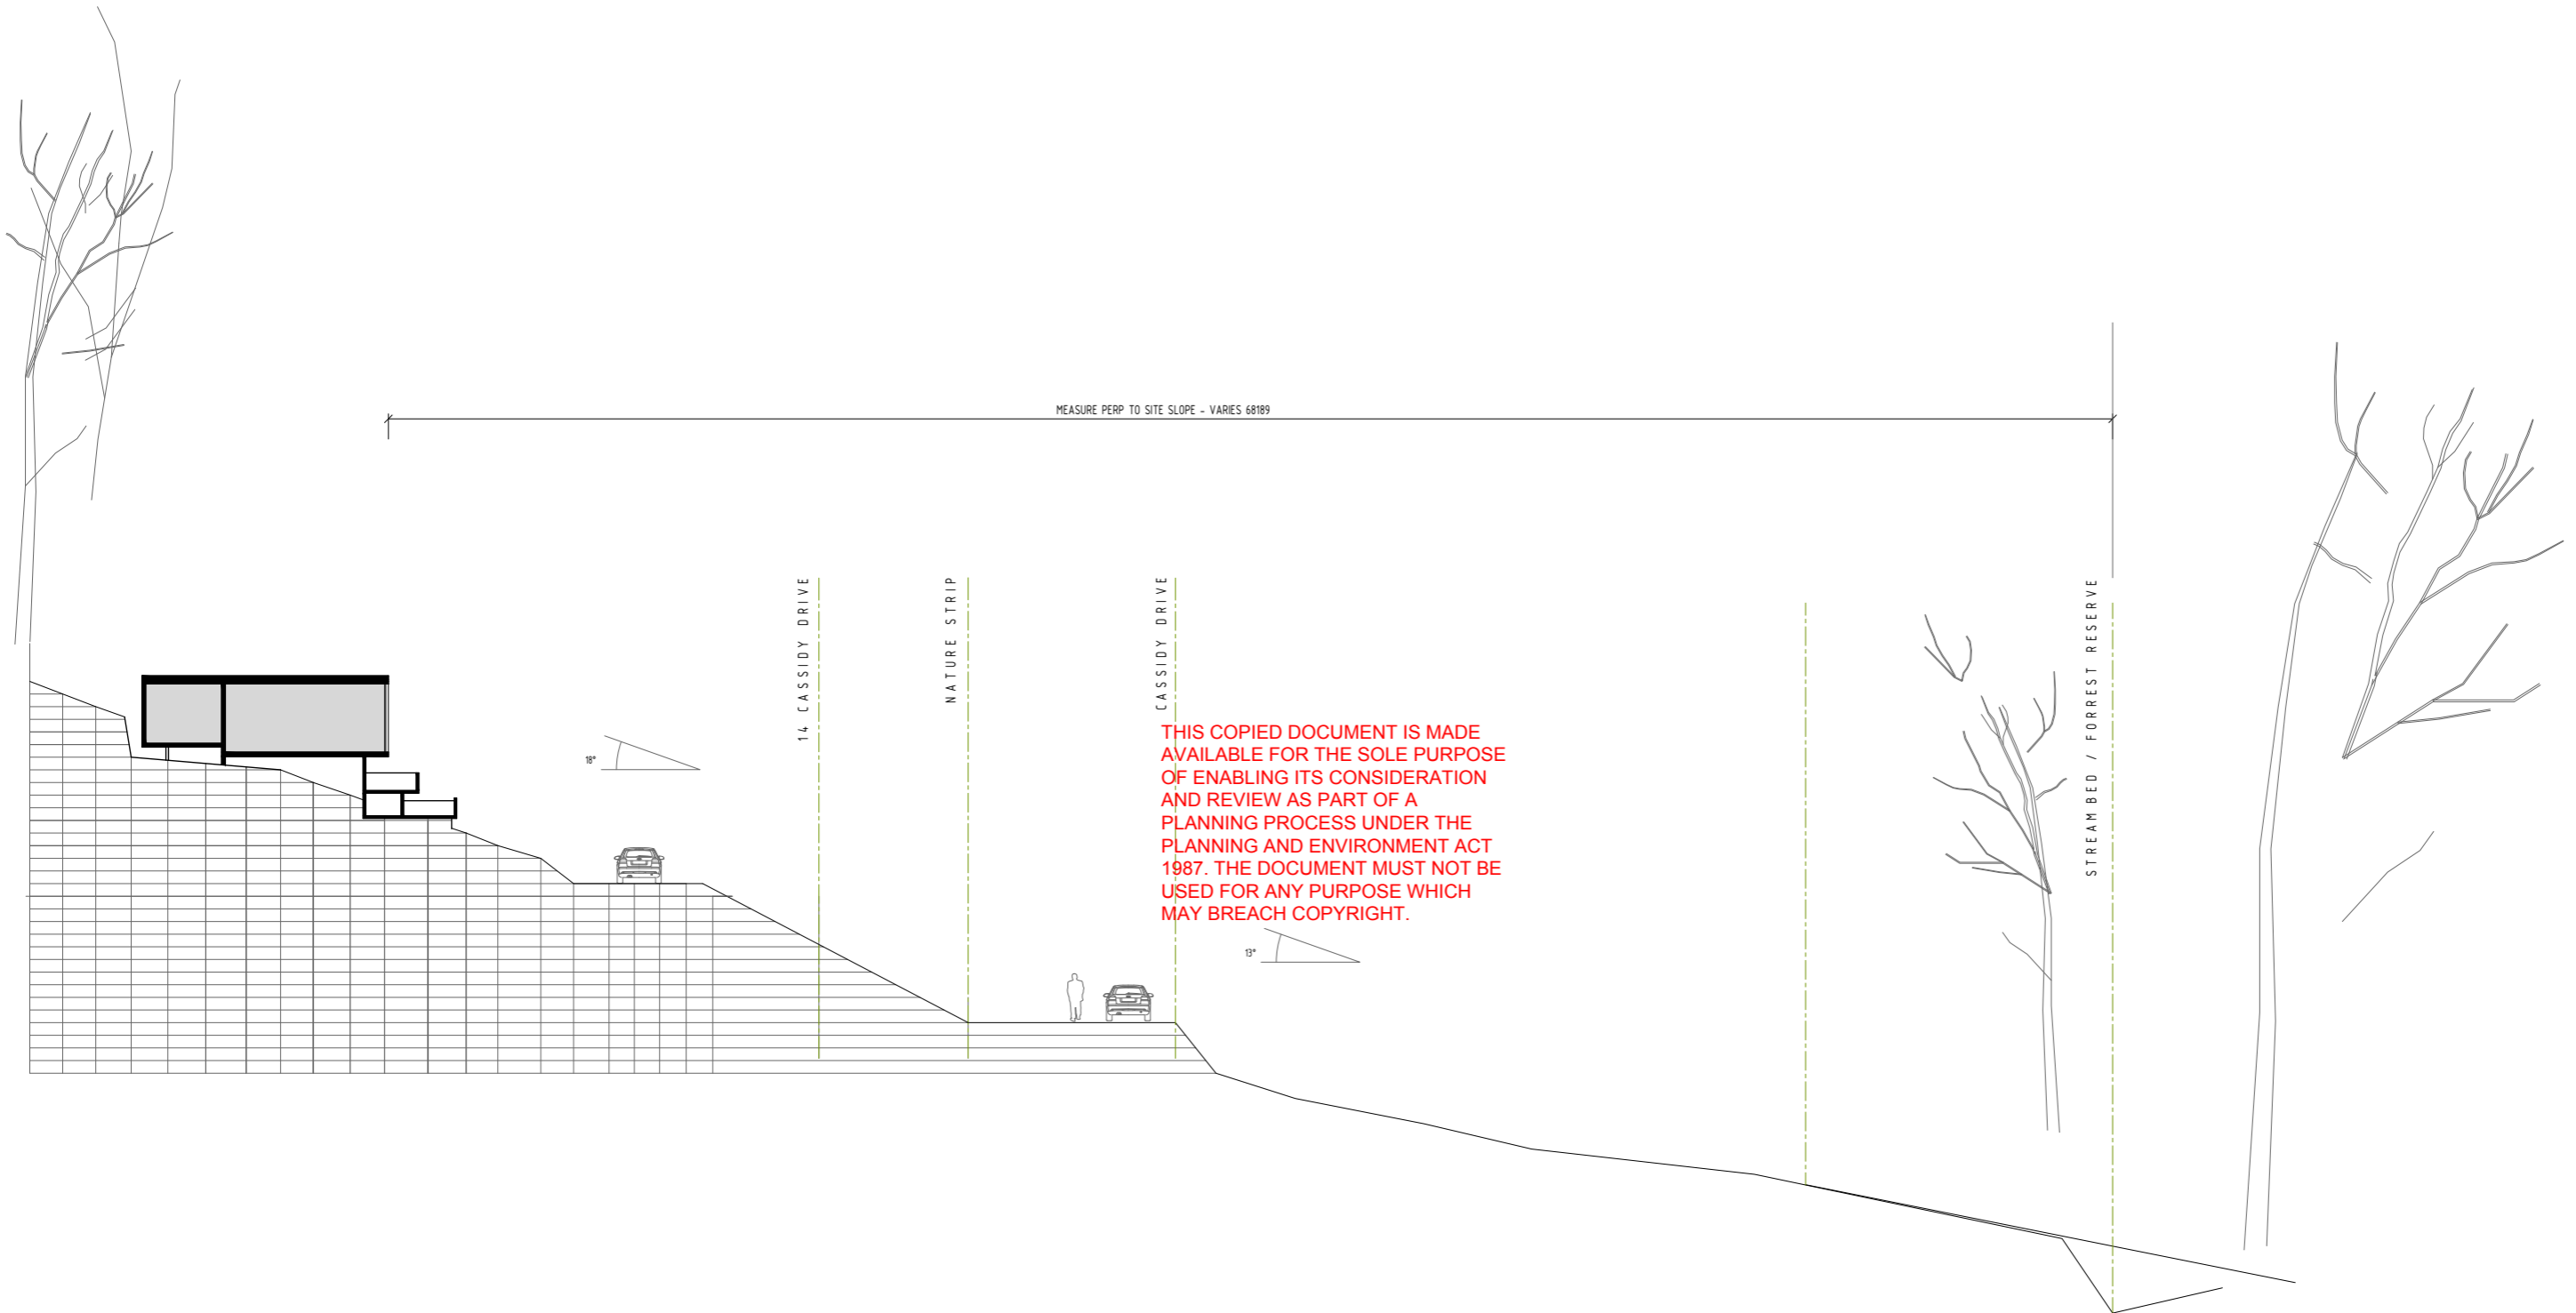 MEASURE PERP TO SITE SLOPE - VARIES 68189
14 CASSIDY DRIVE
NATURE STRIP
CASSIDY DRIVE
STREAMBED / FORREST RESERVE
18°
THIS COPIED DOCUMENT IS MADE
AVAILABLE FOR THE SOLE PURPOSE
OF ENABLING ITS CONSIDERATION
AND REVIEW AS PART OF A
PLANNING PROCESS UNDER THE
PLANNING AND ENVIRONMENT ACT
1987. THE DOCUMENT MUST NOT BE
USED FOR ANY PURPOSE WHICH
MAY BREACH COPYRIGHT.
13°